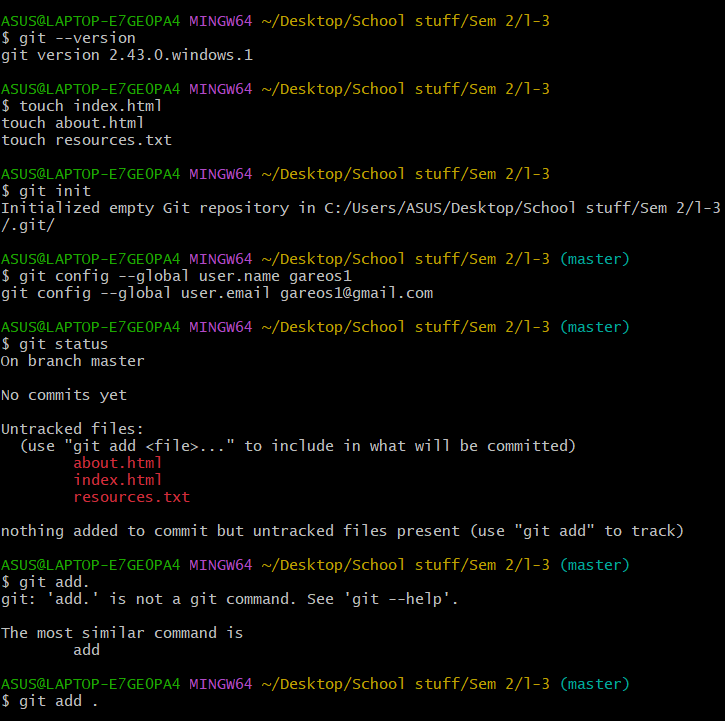 ASUS@LAPTOP-E7GEOPA4 MINGW64 ~/Desktop/School stuff/Sem 2/l-3
$ git --version
git version 2.43.0.windows.1
ASUS@LAPTOP-E7GEOPA4 MINGW64 ~/Desktop/School stuff/Sem 2/l-3
$ touch index.html
touch about.html
touch resources.txt
ASUS@LAPTOP-E7GEOPA4 MINGW64 ~/Desktop/School stuff/Sem 2/l-3
$ git init
Initialized empty Git repository in C:/Users/ASUS/Desktop/School stuff/Sem 2/l-3
/.git/
ASUS@LAPTOP-E7GEOPA4 MINGW64 ~/Desktop/School stuff/Sem 2/l-3 (master)
$ git config --global user.name gareos1
git config --global user.email gareos1@gmail.com
ASUS@LAPTOP-E7GEOPA4 MINGW64 ~/Desktop/School stuff/Sem 2/l-3 (master)
$ git status
On branch master
No commits yet
Untracked files:
  (use "git add <file>..." to include in what will be committed)
        about.html
        index.html
        resources.txt
nothing added to commit but untracked files present (use "git add" to track)
ASUS@LAPTOP-E7GEOPA4 MINGW64 ~/Desktop/School stuff/Sem 2/l-3 (master)
$ git add.
git: 'add.' is not a git command. See 'git --help'.
The most similar command is
        add
ASUS@LAPTOP-E7GEOPA4 MINGW64 ~/Desktop/School stuff/Sem 2/l-3 (master)
$ git add .